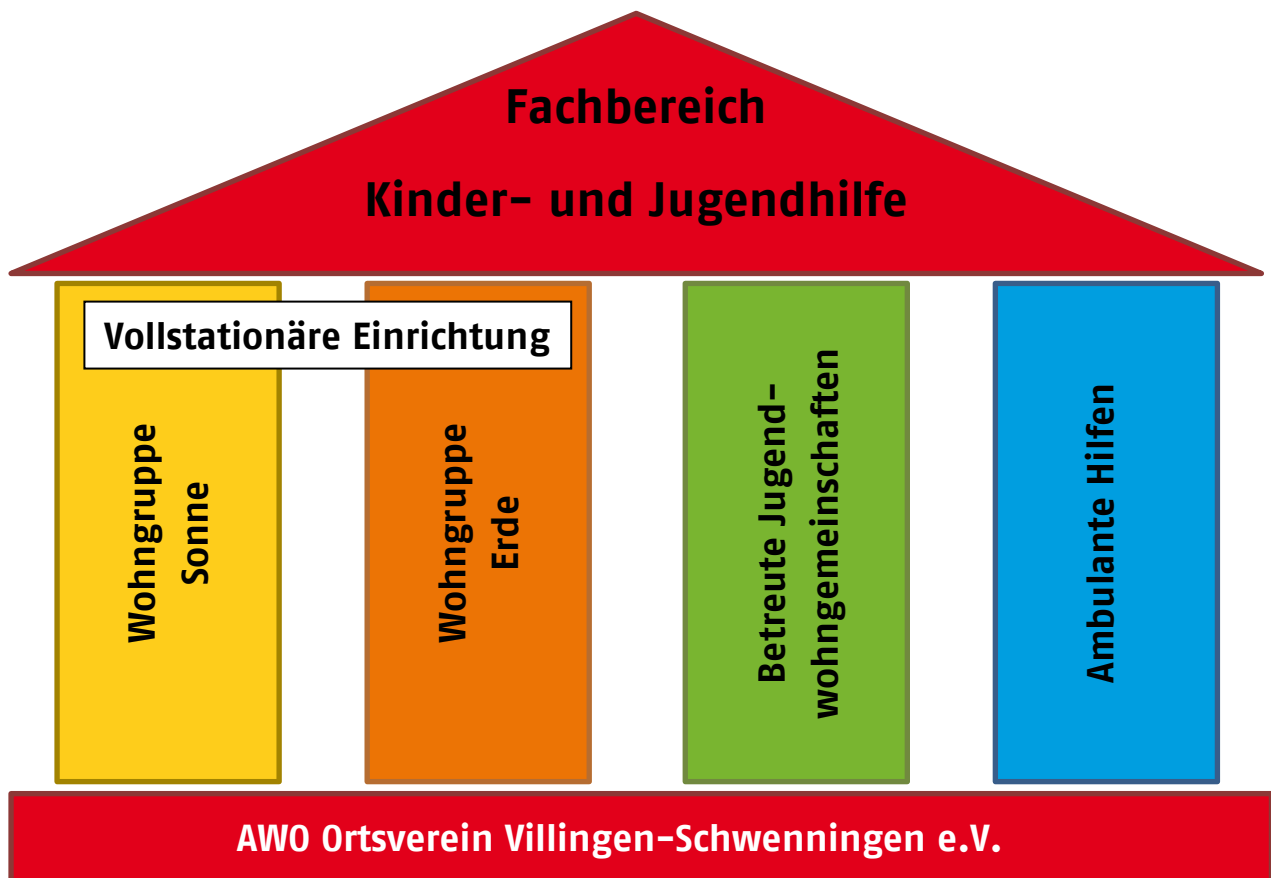 Fachbereich
Kinder- und Jugendhilfe
Vollstationäre Einrichtung
Wohngruppe
Sonne
Wohngruppe
Erde
Betreute Jugend-
wohngemeinschaften
Ambulante Hilfen
AWO Ortsverein Villingen-Schwenningen e.V.